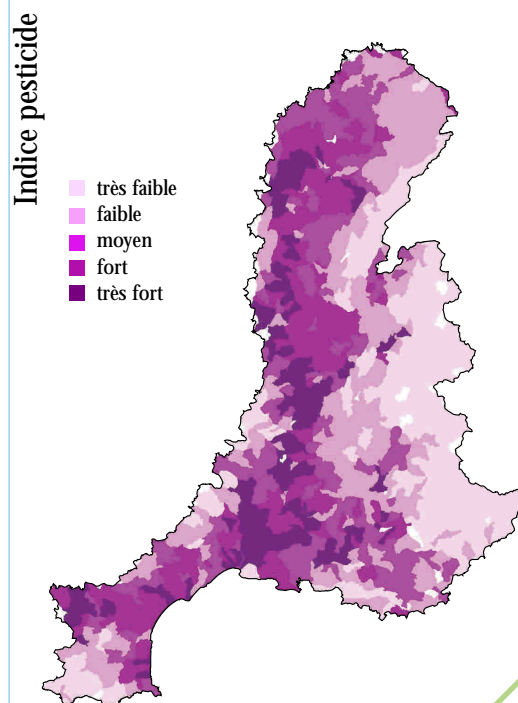 Indice pesticide
très faible
faible
moyen
fort
très fort